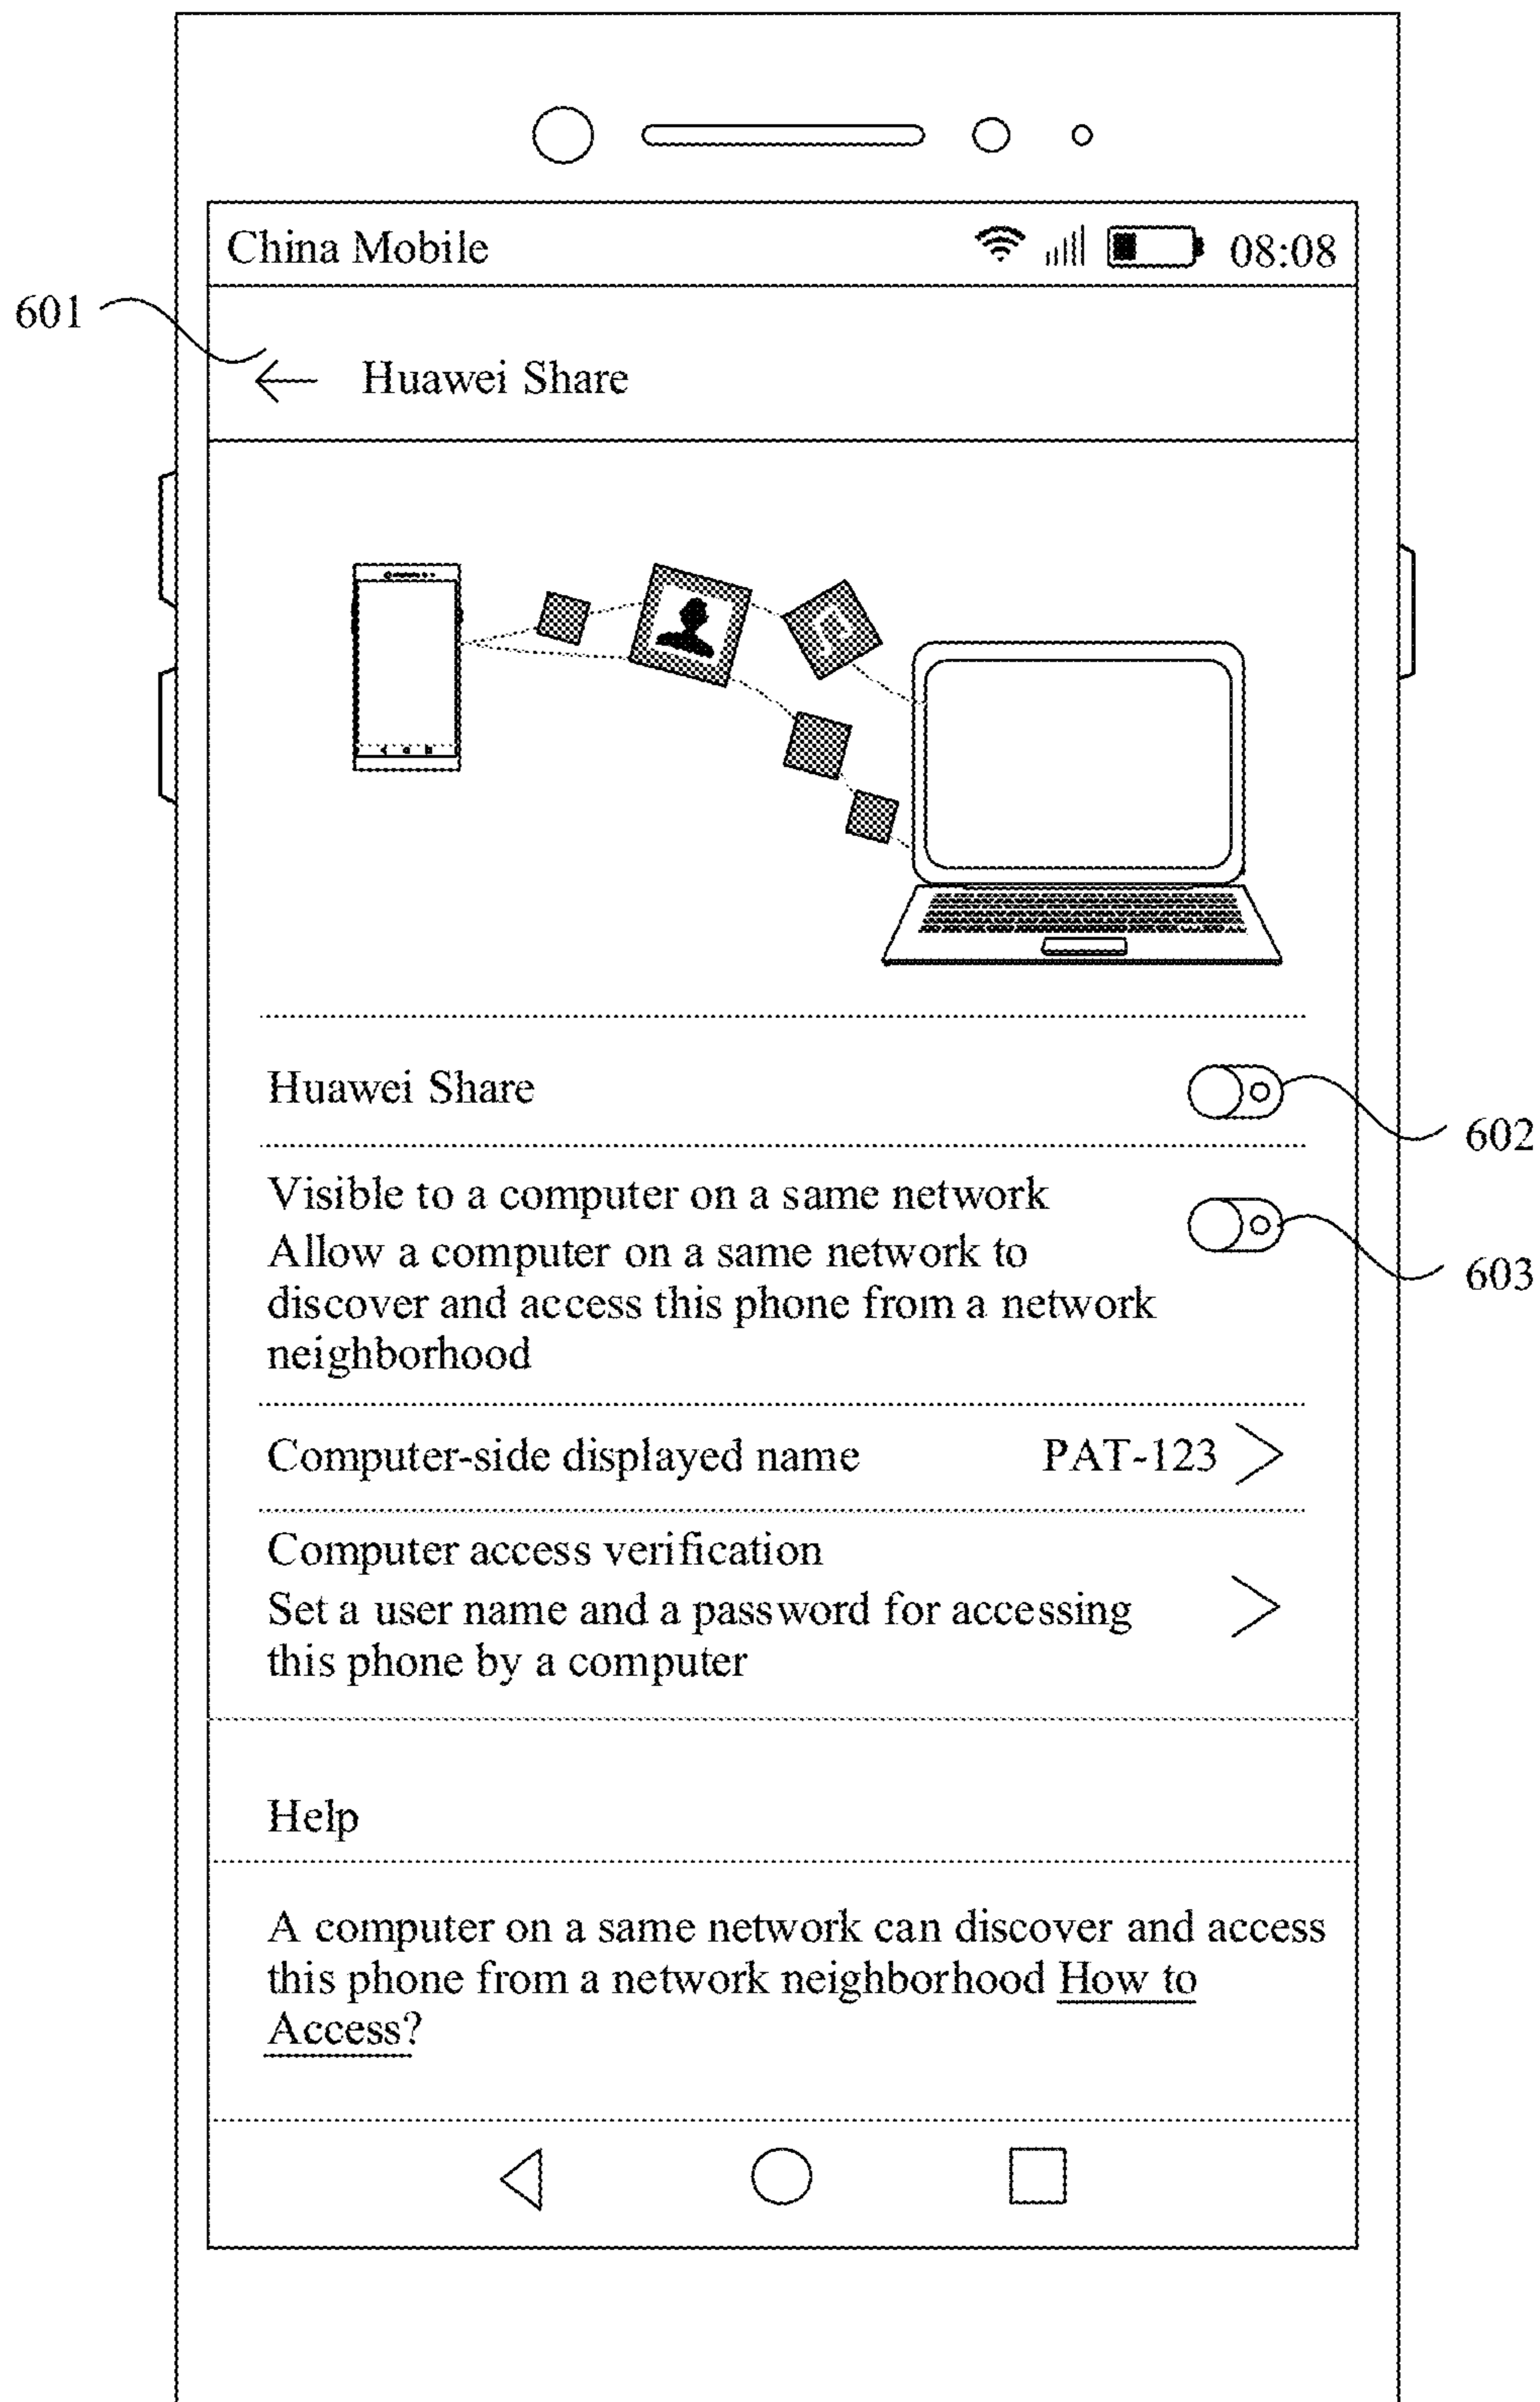 China Mobile 08:08
601
Huawei Share
Huawei Share
602
Visible to a computer on a same network
Allow a computer on a same network to
discover and access this phone from a network
neighborhood
603
Computer-side displayed name PAT-123
Computer access verification
Set a user name and a password for accessing
this phone by a computer
Help
A computer on a same network can discover and access
this phone from a network neighborhood How to
Access?